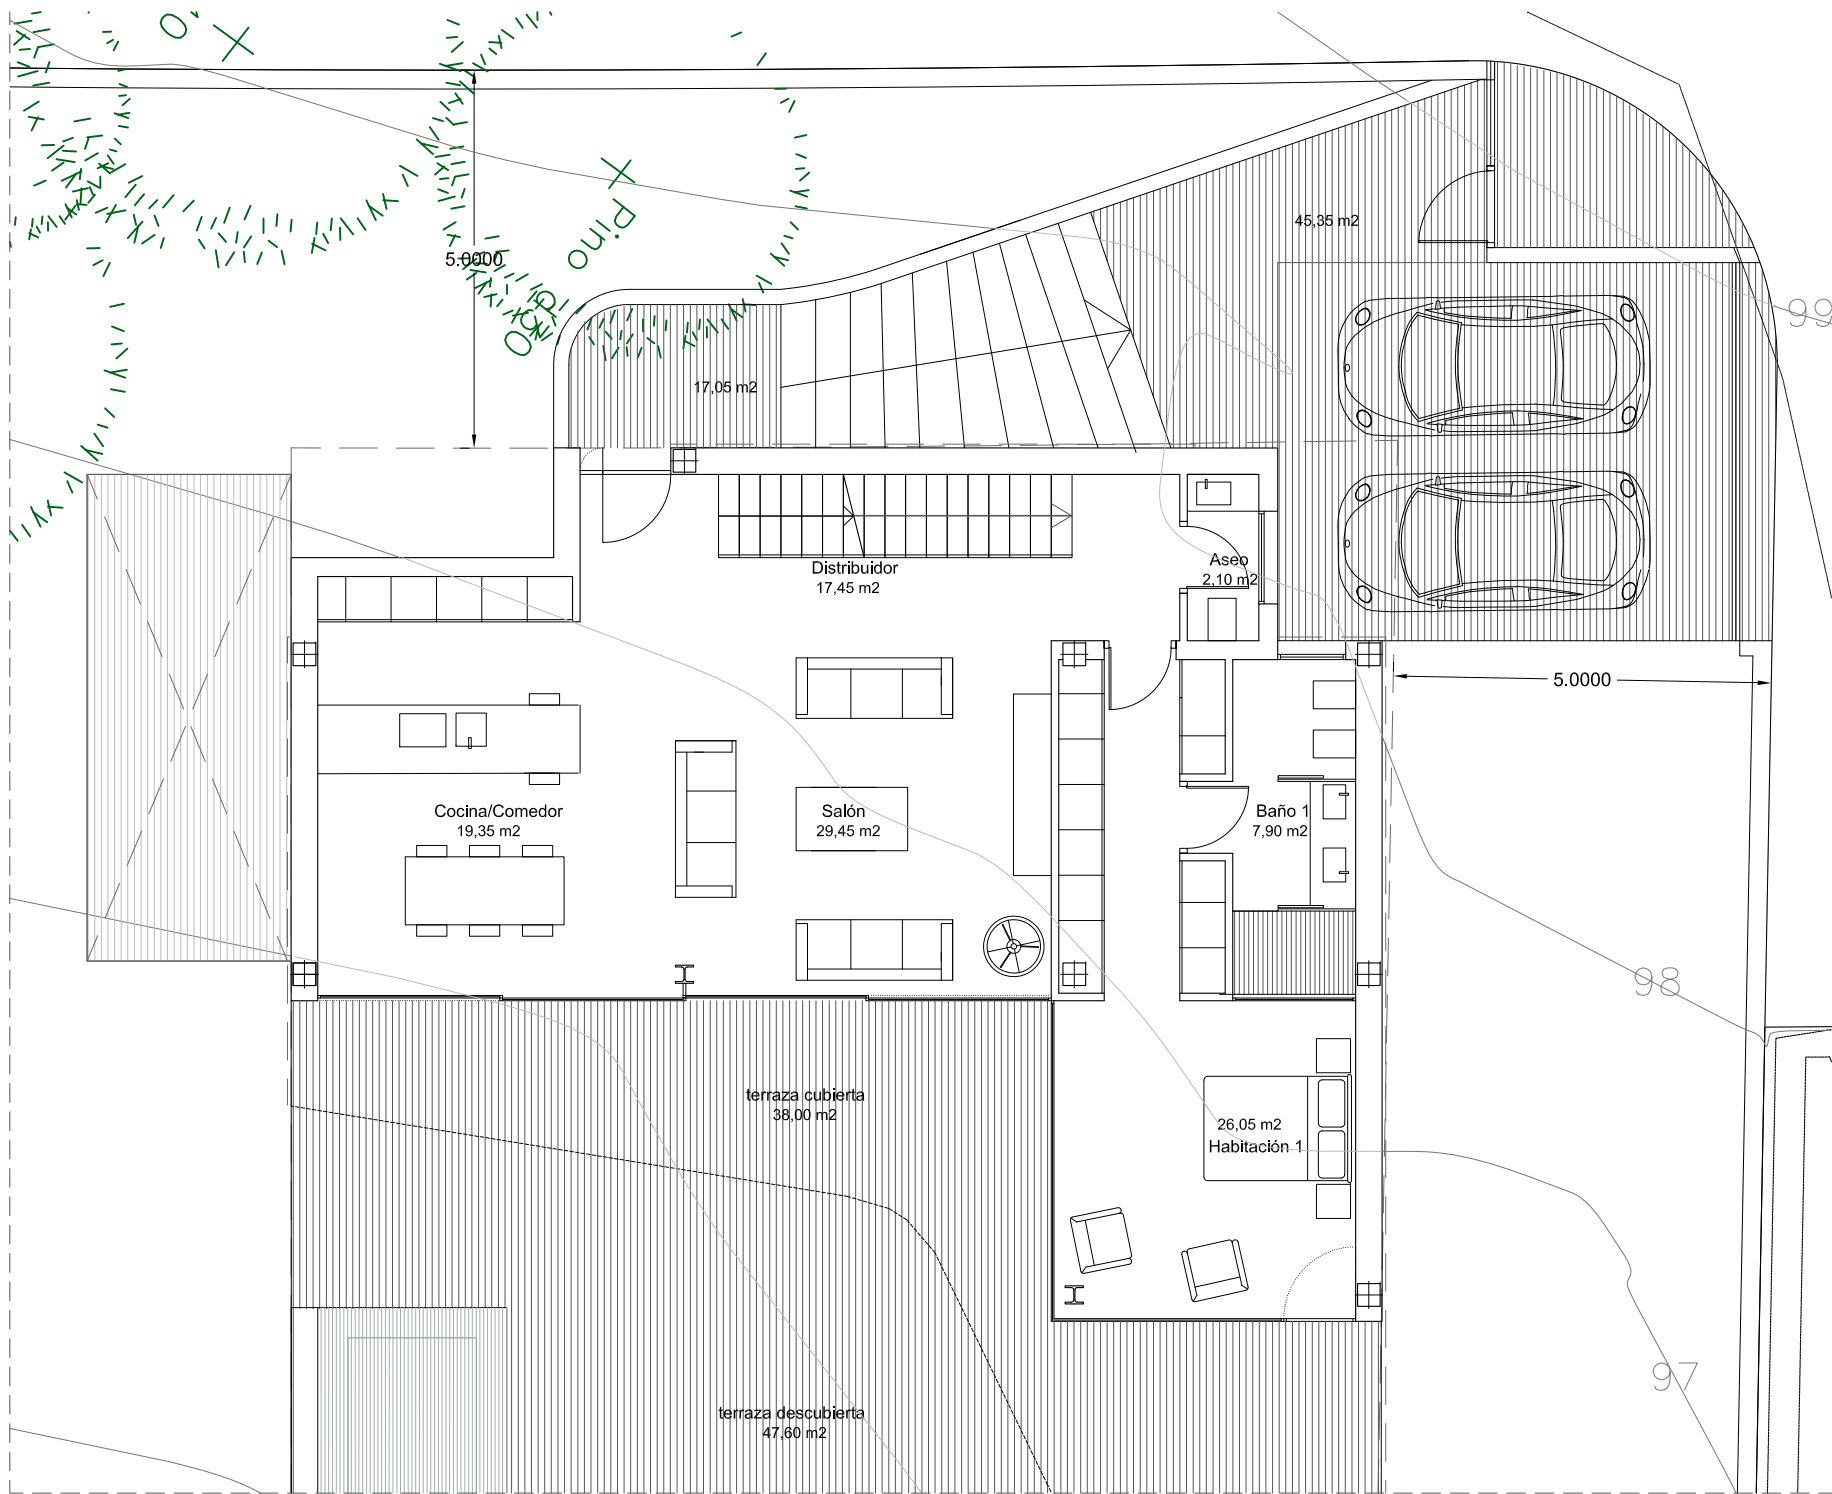 Pino
d50
5.0000
45,35 m2
99
17,05 m2
Distribuidor
17,45 m2
Aseo
2,10 m2
5.0000
Cocina/Comedor
19,35 m2
Salón
29,45 m2
Baño 1
7,90 m2
98
terraza cubierta
38,00 m2
26,05 m2
Habitación 1
97
terraza descubierta
47,60 m2